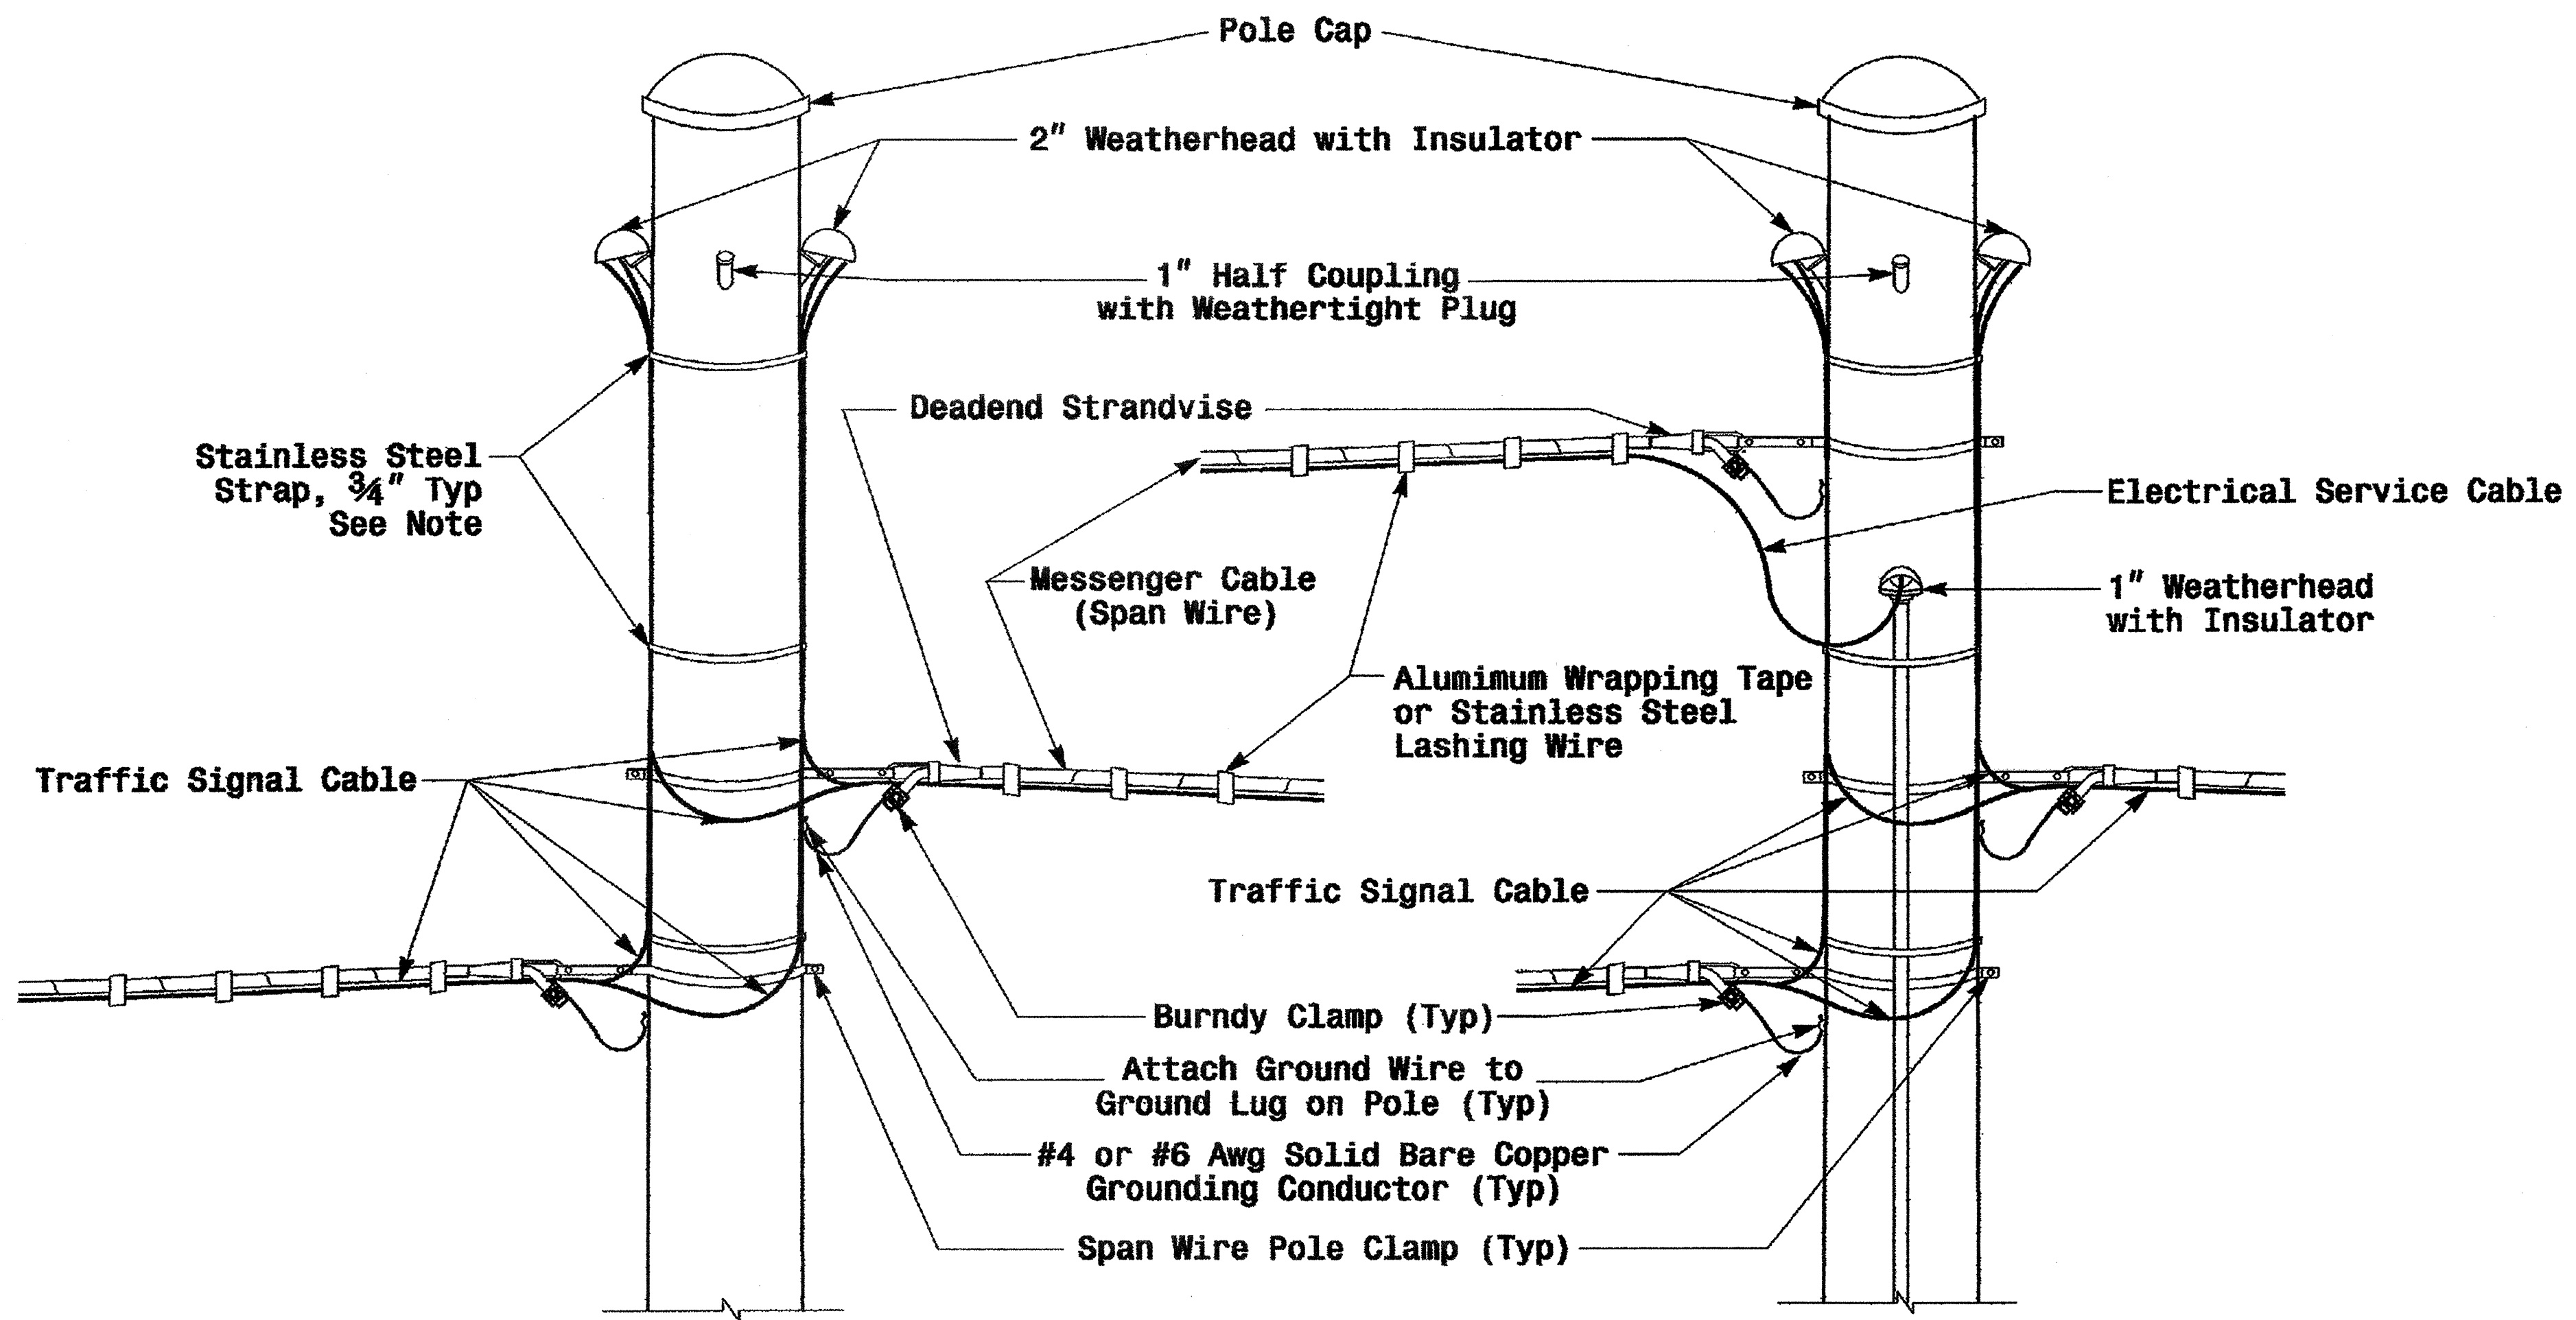 Pole Cap
2" Weatherhead with Insulator
1" Half Coupling
with Weathertight Plug
Deadend Strandvise
Stainless Steel
Strap, ¾" Typ
See Note
Electrical Service Cable
Messenger Cable
(Span Wire)
1" Weatherhead
with Insulator
Alumimum Wrapping Tape
or Stainless Steel
Lashing Wire
Traffic Signal Cable
Traffic Signal Cable
Burndy Clamp (Typ)
Attach Ground Wire to
Ground Lug on Pole (Typ)
#4 or #6 Awg Solid Bare Copper
Grounding Conductor (Typ)
Span Wire Pole Clamp (Typ)